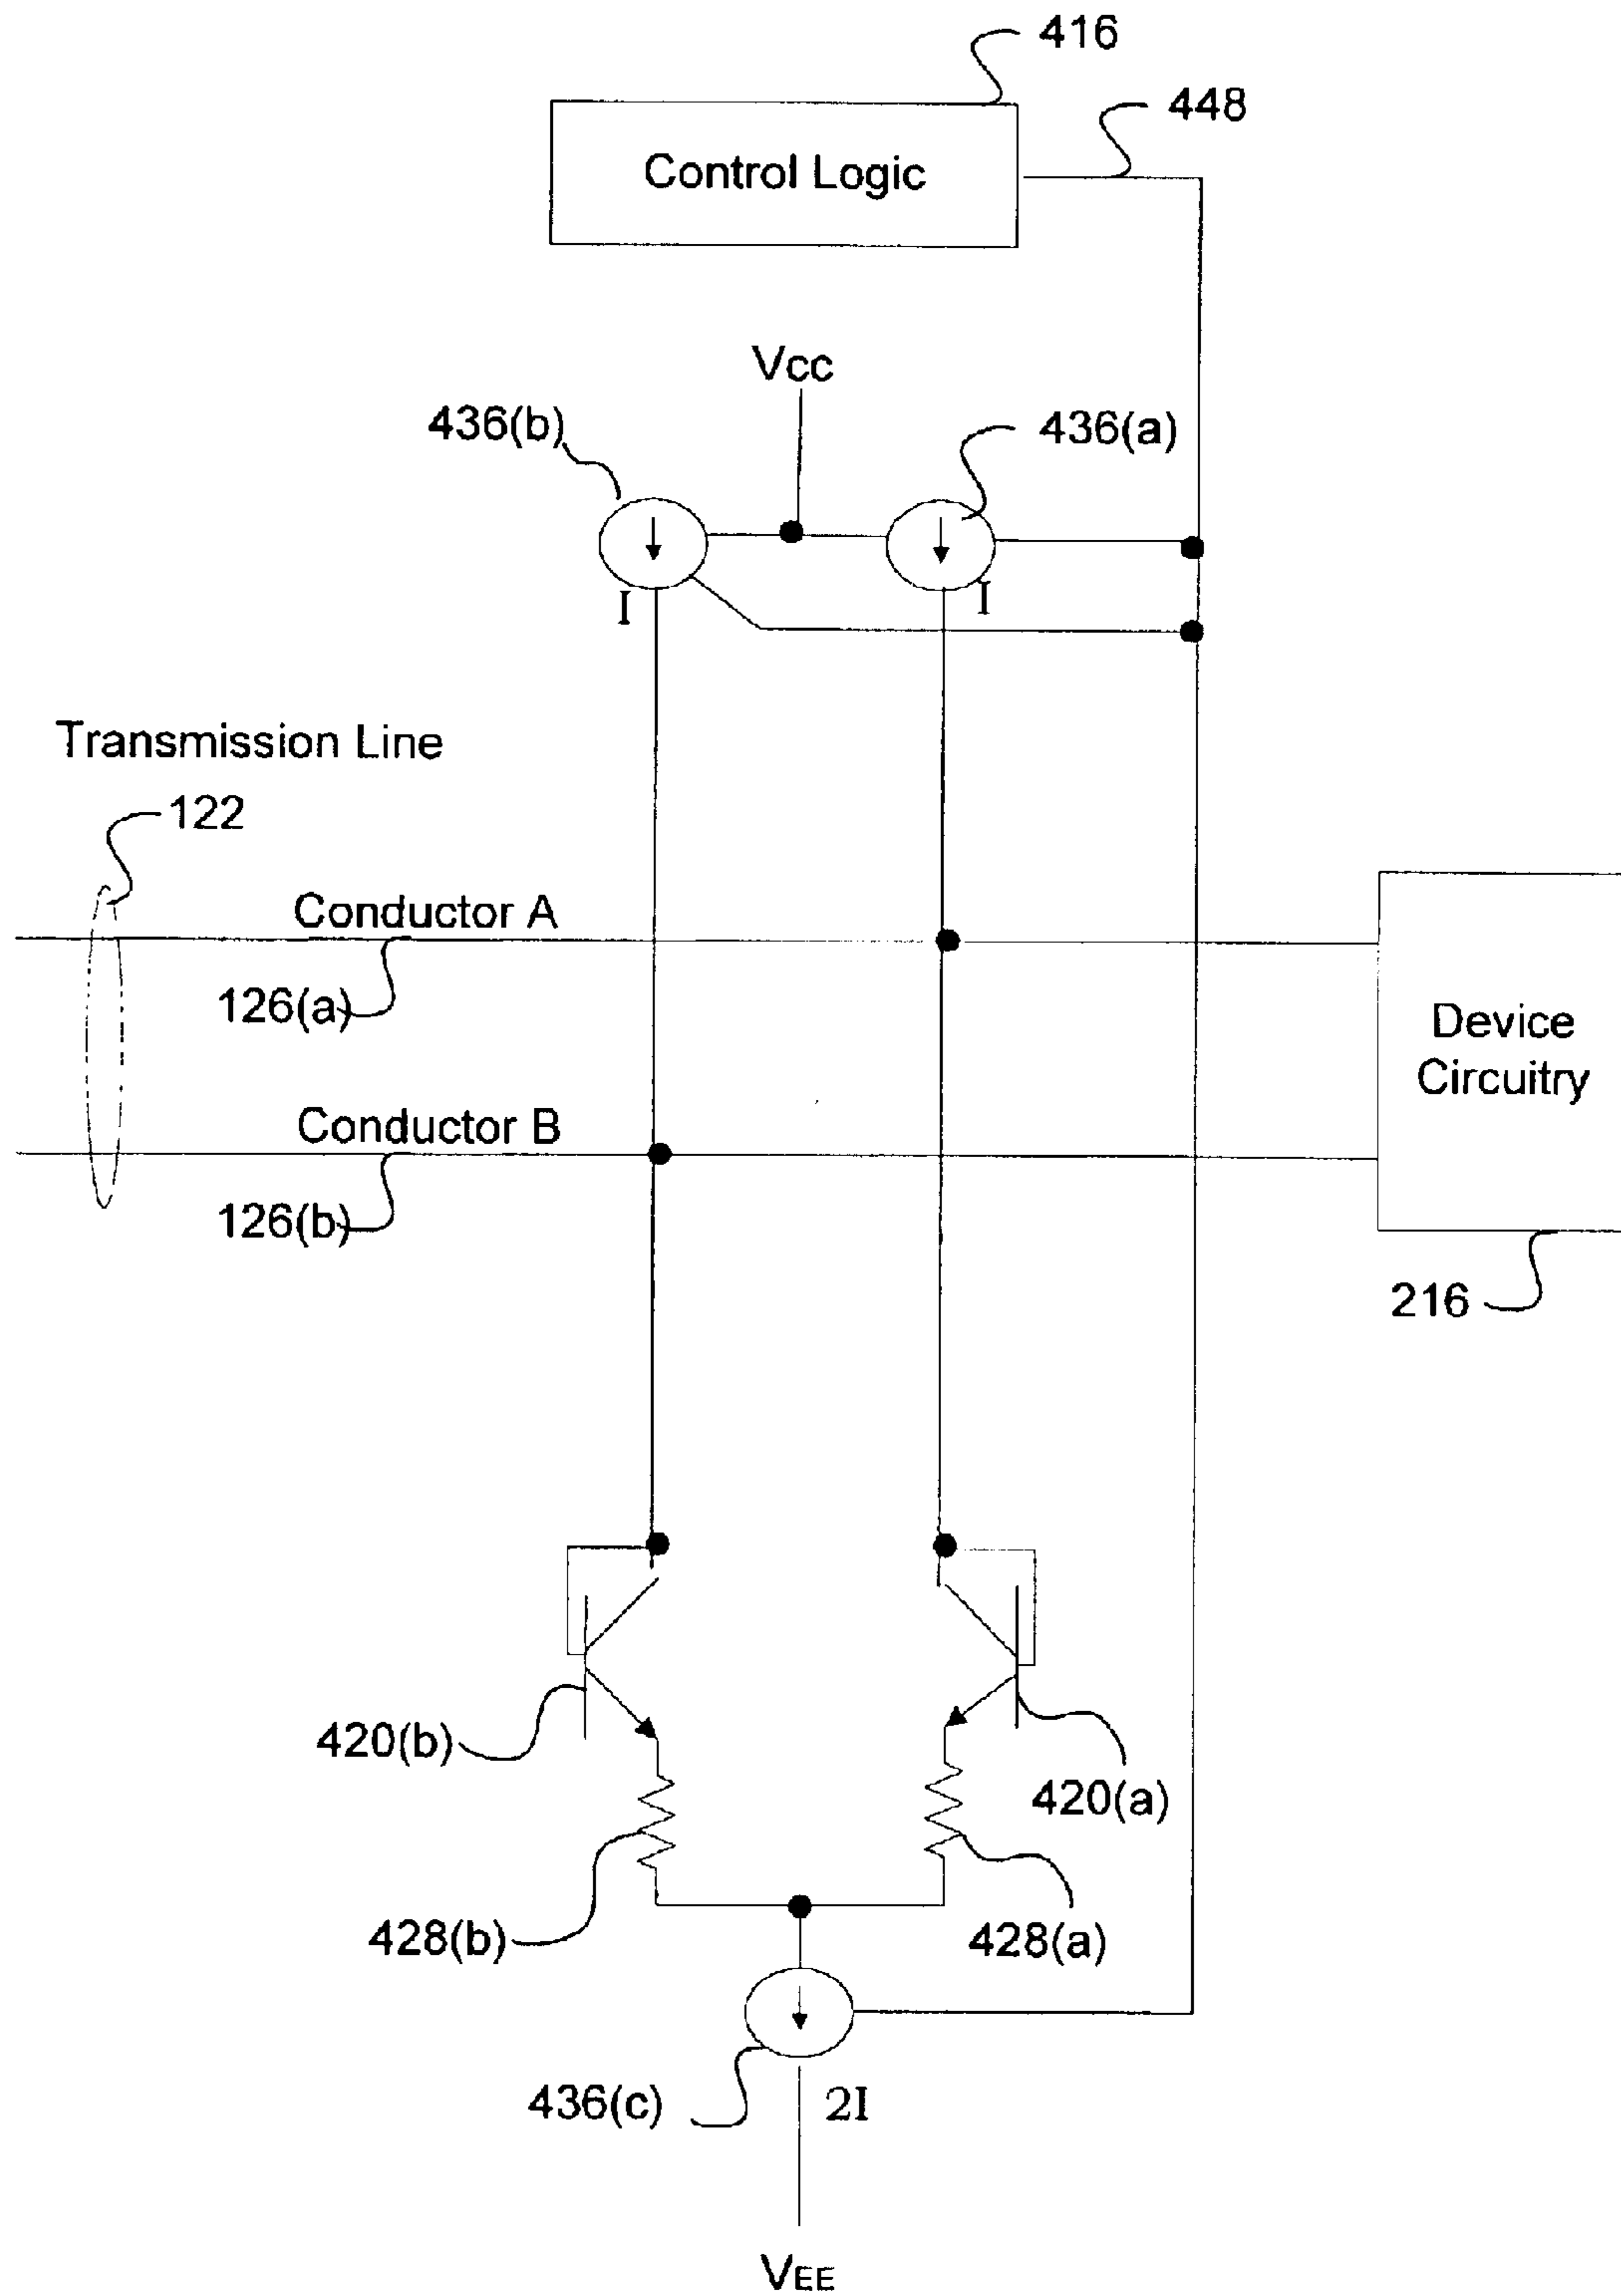 416
448
Control Logic
Vcc
436(b)
436(a)
I
I
Transmission Line
122
Conductor A
126(a)
Device
Circuitry
Conductor B
126(b)
216
420(b)
420(a)
428(b)
428(a)
436(c)
2I
VEE